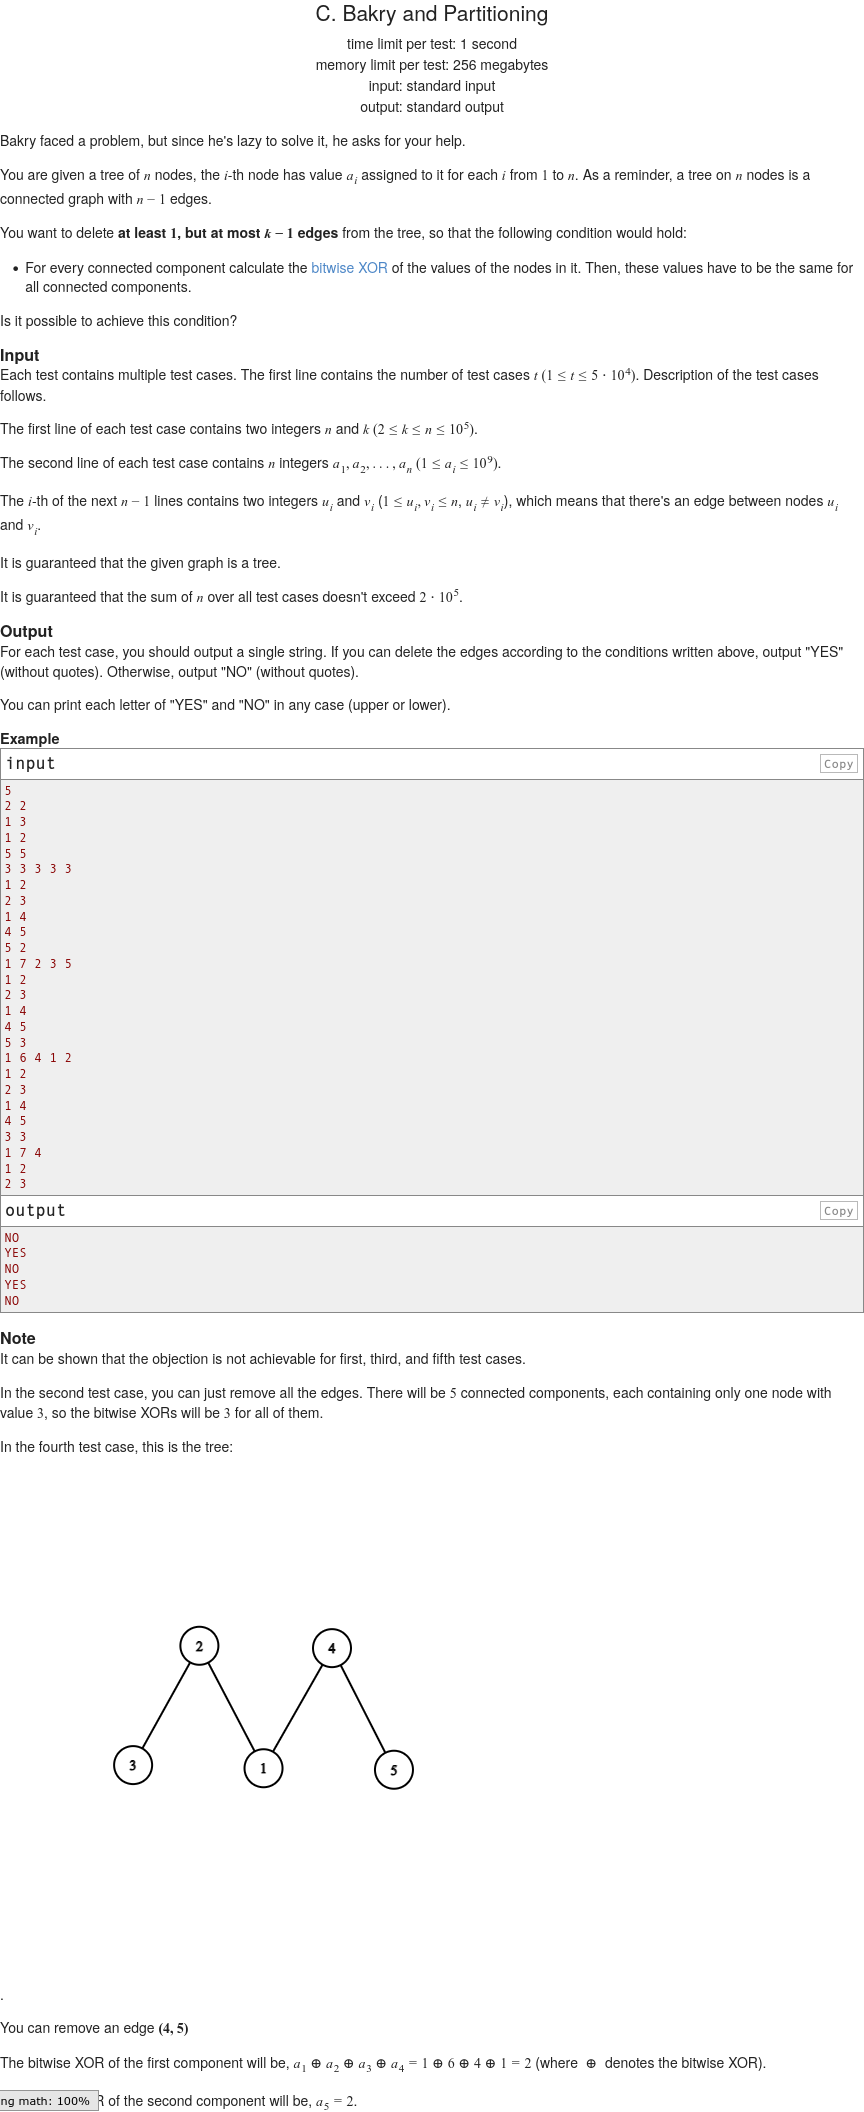 C. Bakry and Partitioning
time limit per test: 1 second
memory limit per test: 256 megabytes
input: standard input
output: standard output
Bakry faced a problem, but since he's lazy to solve it, he asks for your help.
You are given a tree of n nodes, the i-th node has value a_i assigned to it for each i from 1 to n. As a reminder, a tree on n nodes is a
connected graph with n − 1 edges.
You want to delete at least 1, but at most k − 1 edges from the tree, so that the following condition would hold:
• For every connected component calculate the bitwise XOR of the values of the nodes in it. Then, these values have to be the same for
all connected components.
Is it possible to achieve this condition?
Input
Each test contains multiple test cases. The first line contains the number of test cases t (1 ≤ t ≤ 5 · 10^4). Description of the test cases
follows.
The first line of each test case contains two integers n and k (2 ≤ k ≤ n ≤ 10^5).
The second line of each test case contains n integers a_1, a_2, . . . , a_n (1 ≤ a_i ≤ 10^9).
The i-th of the next n − 1 lines contains two integers u_i and v_i (1 ≤ u_i, v_i ≤ n, u_i ≠ v_i), which means that there's an edge between nodes u_i
and v_i.
It is guaranteed that the given graph is a tree.
It is guaranteed that the sum of n over all test cases doesn't exceed 2 · 10^5.
Output
For each test case, you should output a single string. If you can delete the edges according to the conditions written above, output "YES"
(without quotes). Otherwise, output "NO" (without quotes).
You can print each letter of "YES" and "NO" in any case (upper or lower).
Example
input Copy
5
2 2
1 3
1 2
5 5
3 3 3 3 3
1 2
2 3
1 4
4 5
5 2
1 7 2 3 5
1 2
2 3
1 4
4 5
5 3
1 6 4 1 2
1 2
2 3
1 4
4 5
3 3
1 7 4
1 2
2 3
output Copy
NO
YES
NO
YES
NO
Note
It can be shown that the objection is not achievable for first, third, and fifth test cases.
In the second test case, you can just remove all the edges. There will be 5 connected components, each containing only one node with
value 3, so the bitwise XORs will be 3 for all of them.
In the fourth test case, this is the tree:
2 4
3 1 5
.
You can remove an edge (4, 5)
The bitwise XOR of the first component will be, a_1 ⊕ a_2 ⊕ a_3 ⊕ a_4 = 1 ⊕ 6 ⊕ 4 ⊕ 1 = 2 (where ⊕ denotes the bitwise XOR).
ng math: 100% R of the second component will be, a_5 = 2.